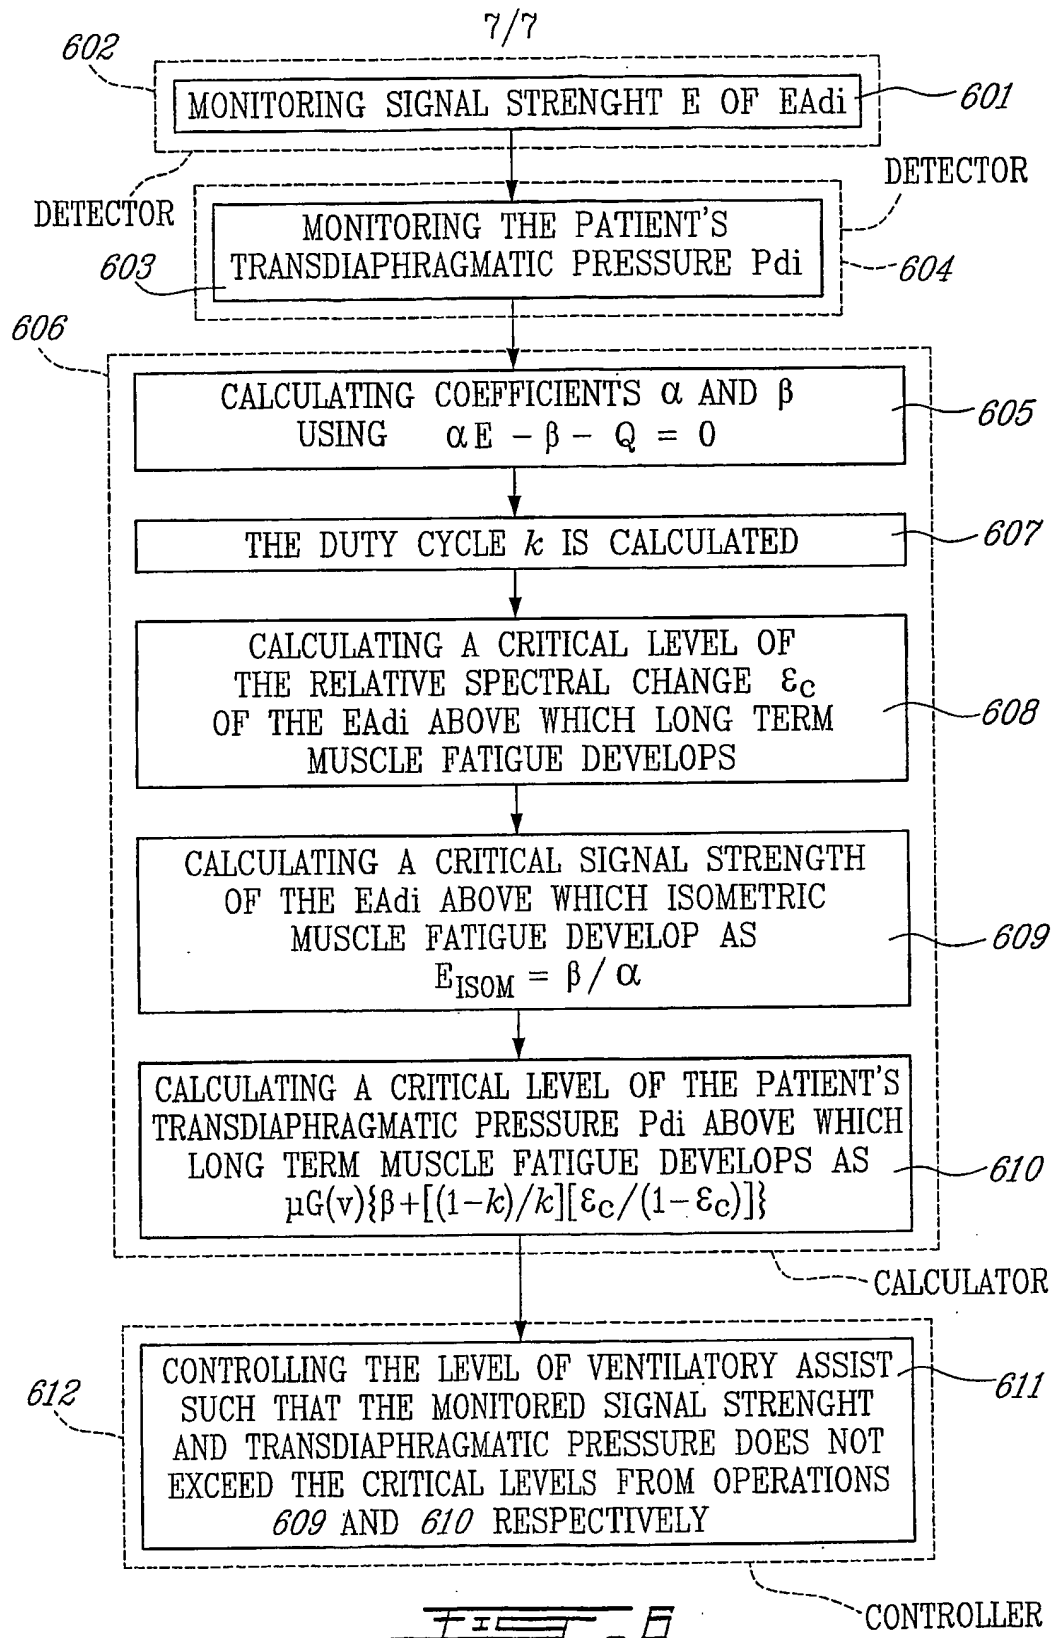 7/7
602
MONITORING SIGNAL STRENGHT E OF EAdi
601
DETECTOR
DETECTOR
MONITORING THE PATIENT'S
TRANSDIAPHRAGMATIC PRESSURE Pdi
603
604
606
CALCULATING COEFFICIENTS α AND β
USING αE - β - Q = 0
605
THE DUTY CYCLE k IS CALCULATED
607
CALCULATING A CRITICAL LEVEL OF
THE RELATIVE SPECTRAL CHANGE εc
OF THE EAdi ABOVE WHICH LONG TERM
MUSCLE FATIGUE DEVELOPS
608
CALCULATING A CRITICAL SIGNAL STRENGTH
OF THE EAdi ABOVE WHICH ISOMETRIC
MUSCLE FATIGUE DEVELOP AS
EISOM = β / α
609
CALCULATING A CRITICAL LEVEL OF THE PATIENT'S
TRANSDIAPHRAGMATIC PRESSURE Pdi ABOVE WHICH
LONG TERM MUSCLE FATIGUE DEVELOPS AS
μG(v){β+[(1-k)/k][εc/(1-εc)]}
610
CALCULATOR
CONTROLLING THE LEVEL OF VENTILATORY ASSIST
SUCH THAT THE MONITORED SIGNAL STRENGHT
AND TRANSDIAPHRAGMATIC PRESSURE DOES NOT
EXCEED THE CRITICAL LEVELS FROM OPERATIONS
609 AND 610 RESPECTIVELY
611
612
CONTROLLER